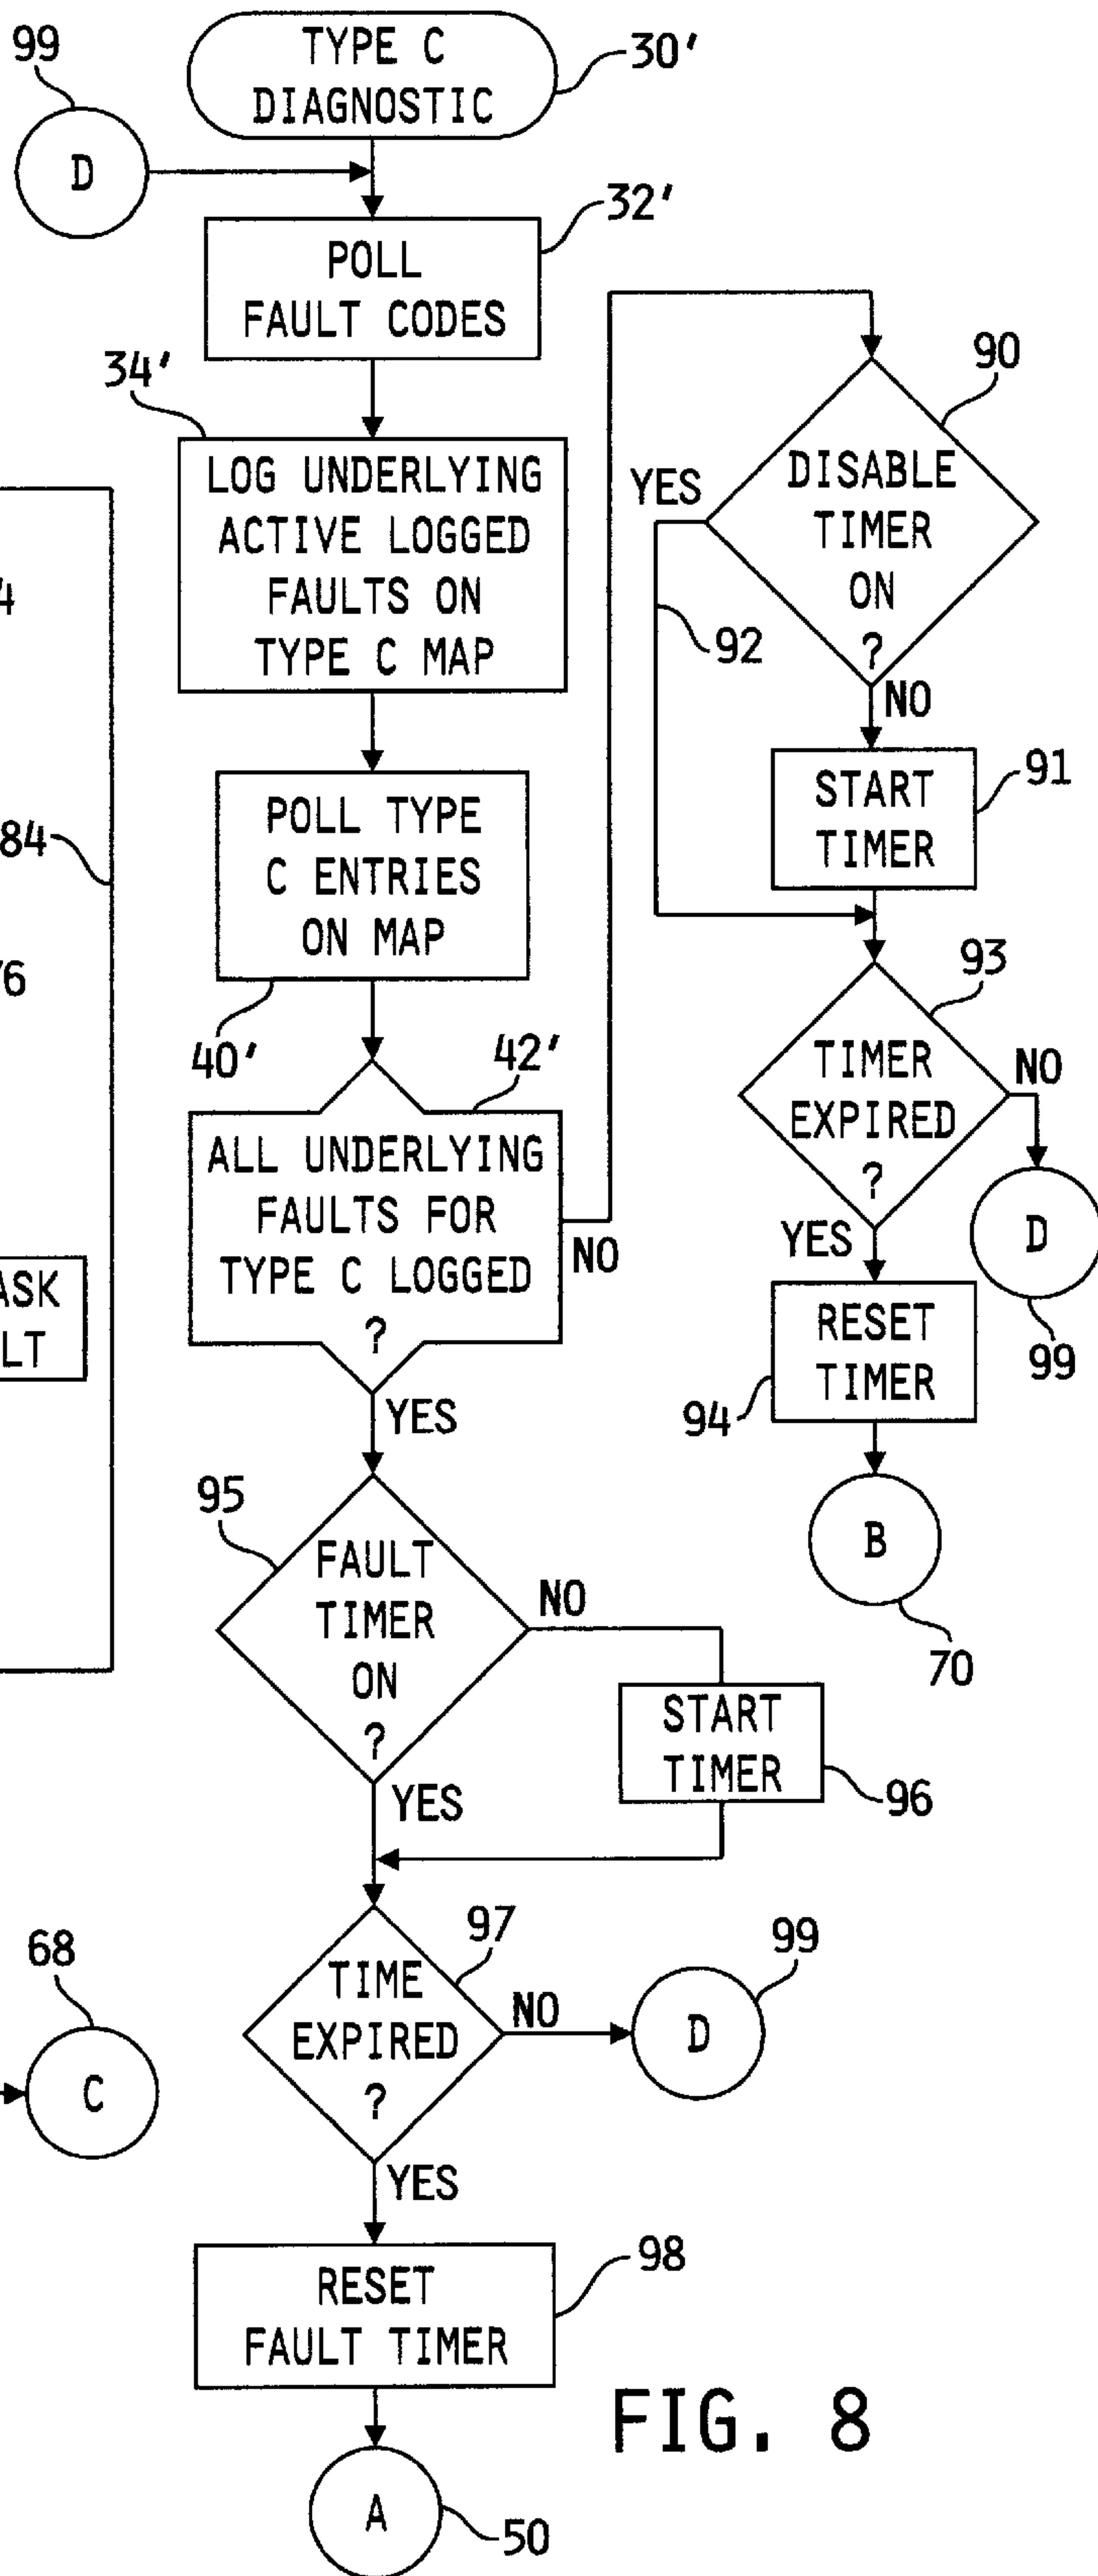 99
TYPE C
DIAGNOSTIC
30'
D
32'
POLL
FAULT CODES
34'
LOG UNDERLYING
ACTIVE LOGGED
FAULTS ON
TYPE C MAP
90
DISABLE
TIMER
ON
?
YES
92
NO
START
TIMER
91
4
84
76
POLL TYPE
C ENTRIES
ON MAP
40'
42'
ALL UNDERLYING
FAULTS FOR
TYPE C LOGGED
?
NO
93
TIMER
EXPIRED
?
NO
D
99
YES
RESET
TIMER
94
B
70
ASK
LT
YES
95
FAULT
TIMER
ON
?
NO
START
TIMER
96
YES
97
TIME
EXPIRED
?
NO
D
99
68
C
YES
RESET
FAULT TIMER
98
A
50
FIG. 8